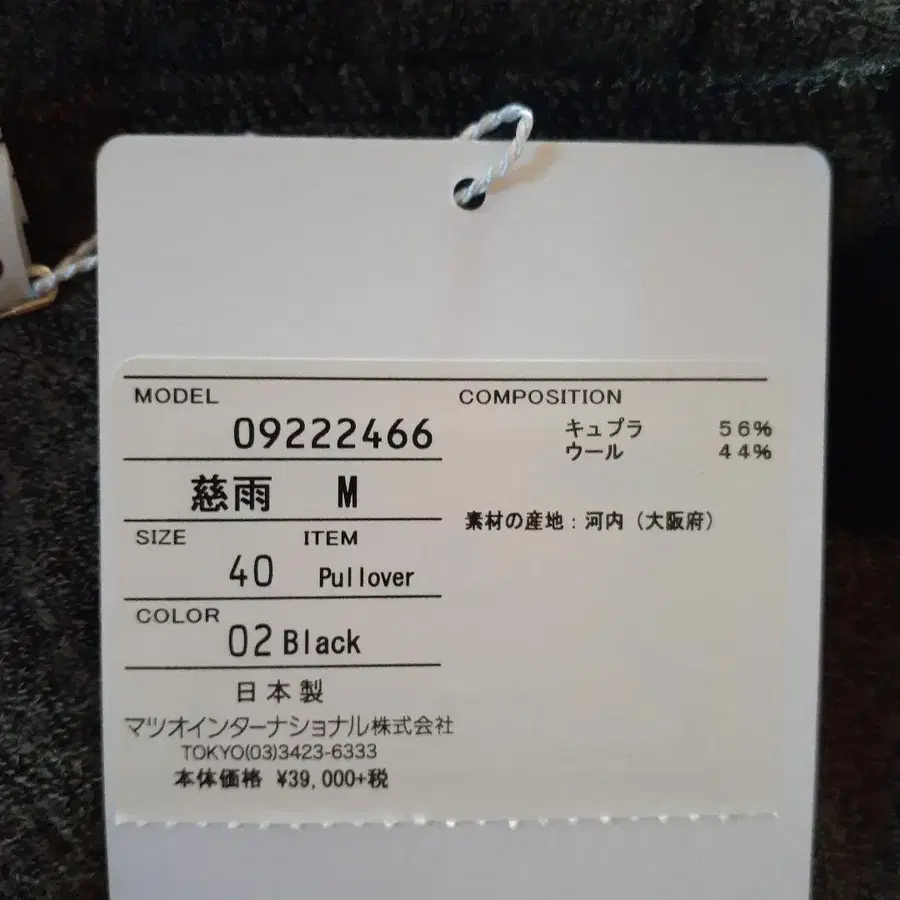 MODEL
09222466
慈雨 M
SIZE ITEM
40 Pullover
COLOR
02 Black
日本製
マツオインターナショナル株式会社
TOKYO(03)3423-6333
本体価格 ¥39,000+税
COMPOSITION
キュプラ 56%
ウール 44%
素材の産地:河内(大阪府)